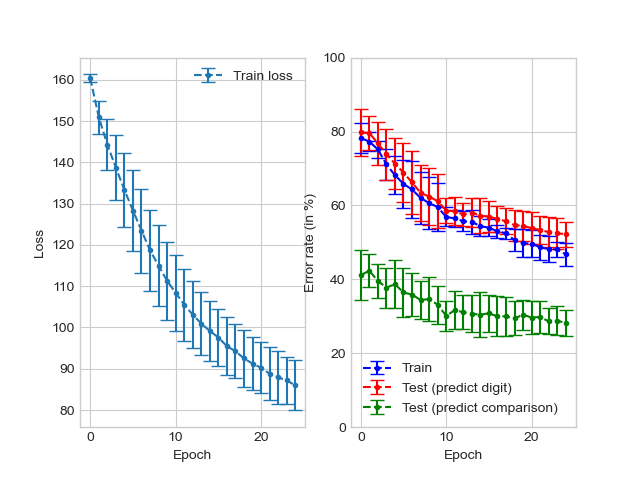 Train loss
160
150
140
130
120
110
100
90
80
Loss
0
10
20
Epoch
100
80
60
40
20
0
Error rate (in %)
Train
Test (predict digit)
Test (predict comparison)
0
10
20
Epoch